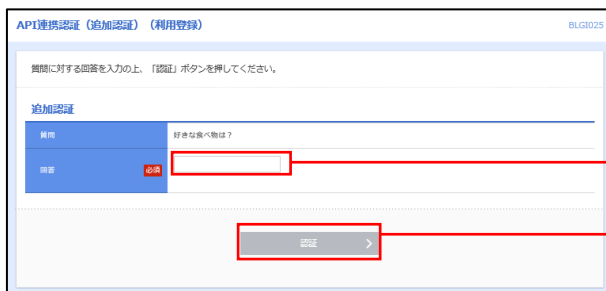 API連携認証（追加認証）（利用登録） BLGI025
質問に対する回答を入力の上、「認証」ボタンを押してください。
追加認証
質問 好きな食べ物は？
回答 必須
認証